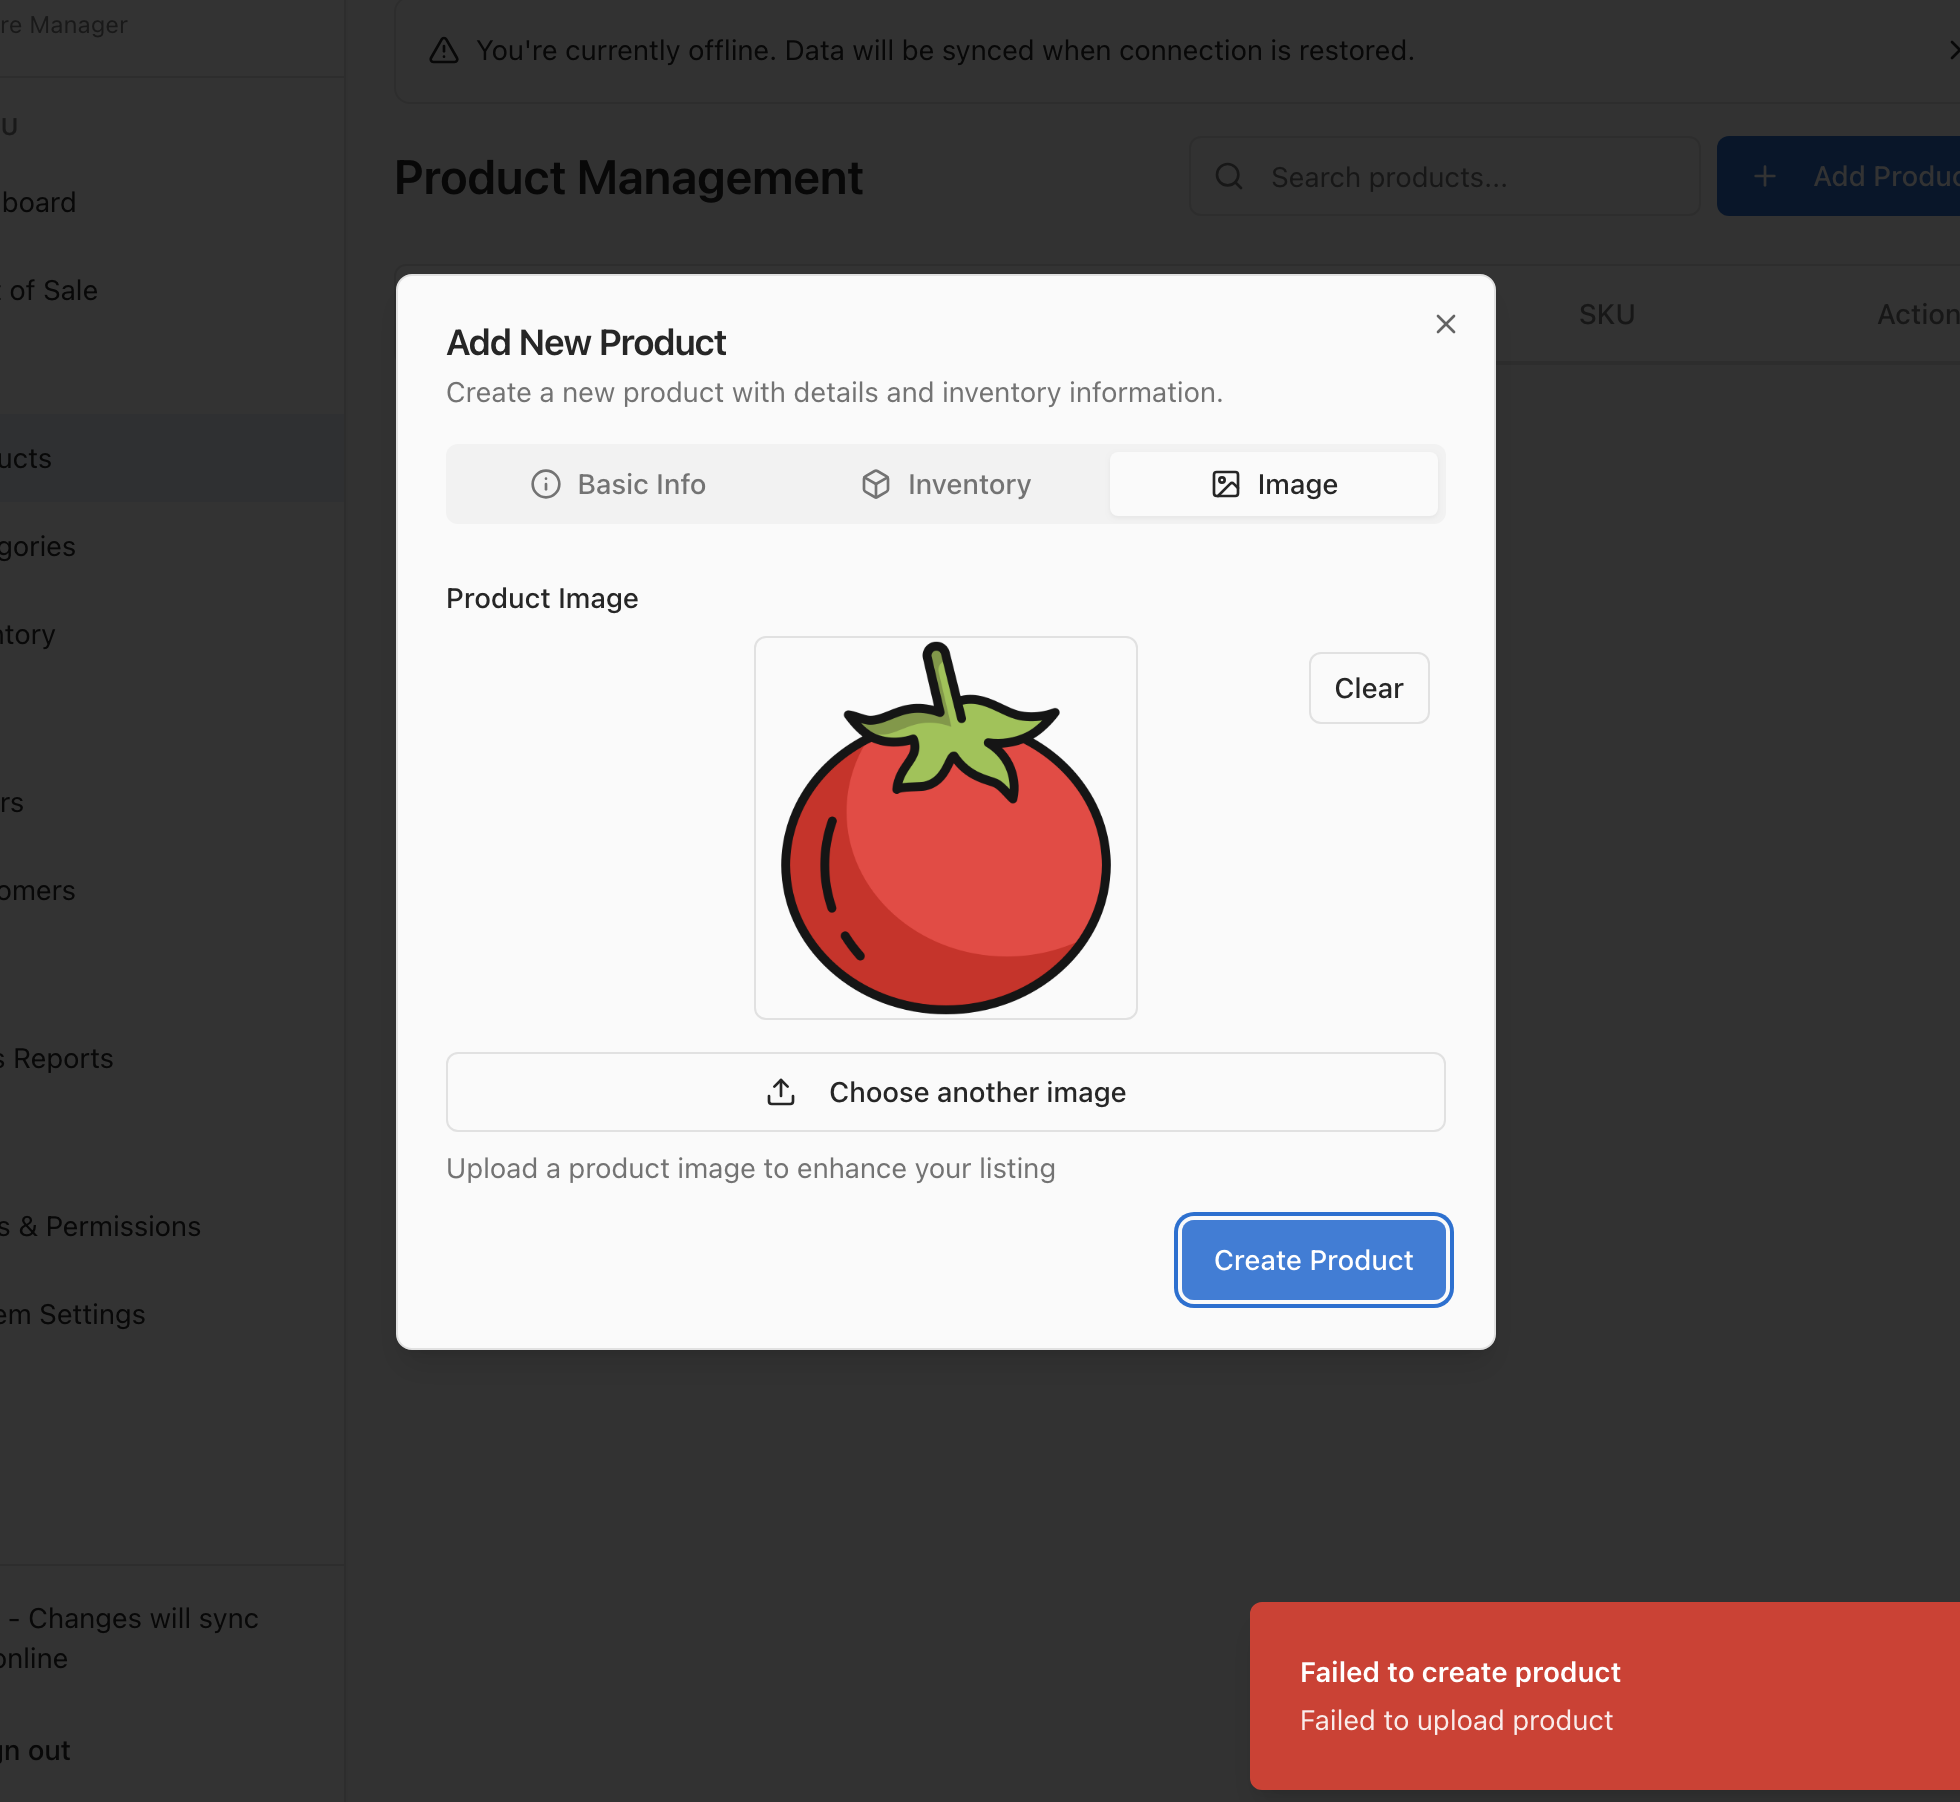 re Manager
You're currently offline. Data will be synced when connection is restored.
U
Product Management
Search products...
Add Produc
board
of Sale
SKU
Action
ucts
gories
ntory
rs
omers
s Reports
s & Permissions
em Settings
- Changes will sync
online
gn out
Add New Product
Create a new product with details and inventory information.
Basic Info
Inventory
Image
Product Image
Clear
Choose another image
Upload a product image to enhance your listing
Create Product
Failed to create product
Failed to upload product